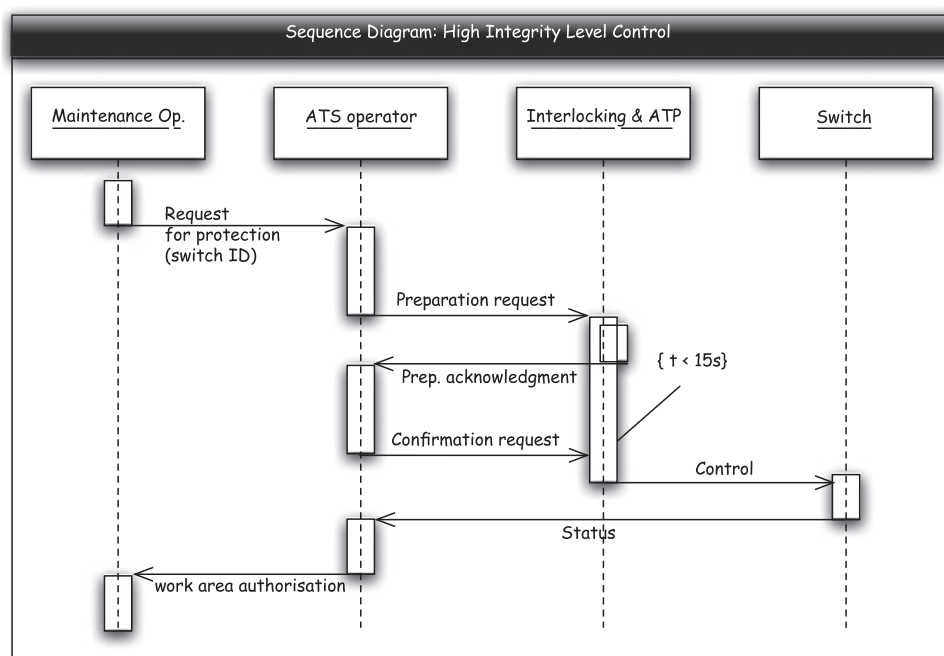 Sequence Diagram: High Integrity Level Control
Maintenance Op.
ATS operator
Interlocking & ATP
Switch
Request
for protection
(switch ID)
Preparation request
{ t < 15s}
Prep. acknowledgment
Confirmation request
Control
Status
work area authorisation